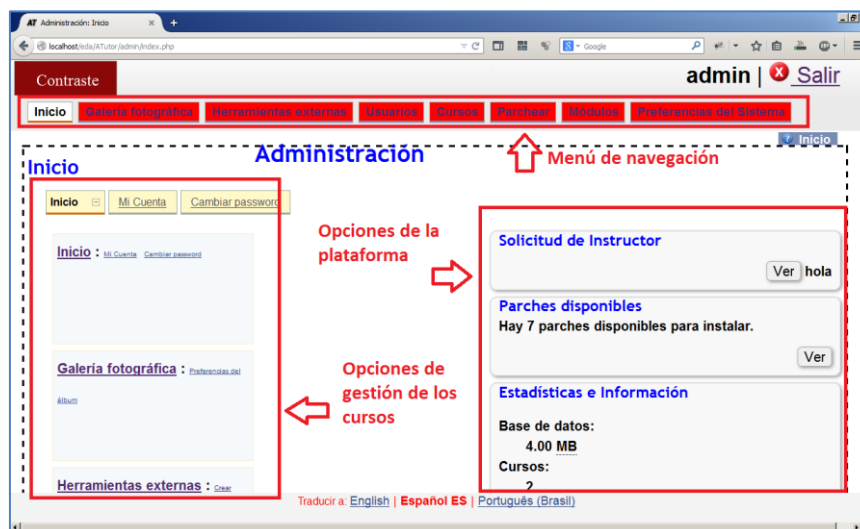 Administración: Inicio
localhost/eda/ATutor/admin/index.php
Google
Contraste
admin | Salir
Inicio Galería fotográfica Herramientas externas Usuarios Cursos Parchear Módulos Preferencias del Sistema
Inicio
Administración
Menú de navegación
Inicio
Inicio Mi Cuenta Cambiar password
Opciones de la
plataforma
Inicio : Mi Cuenta Cambiar password
Solicitud de Instructor
Ver hola
Parches disponibles
Hay 7 parches disponibles para instalar.
Ver
Galería fotográfica : Preferencias del
álbum
Opciones de
gestión de los
cursos
Estadísticas e Información
Base de datos:
4.00 MB
Cursos:
2
Herramientas externas : Crear
Traducir a: English | Español ES | Português (Brasil)